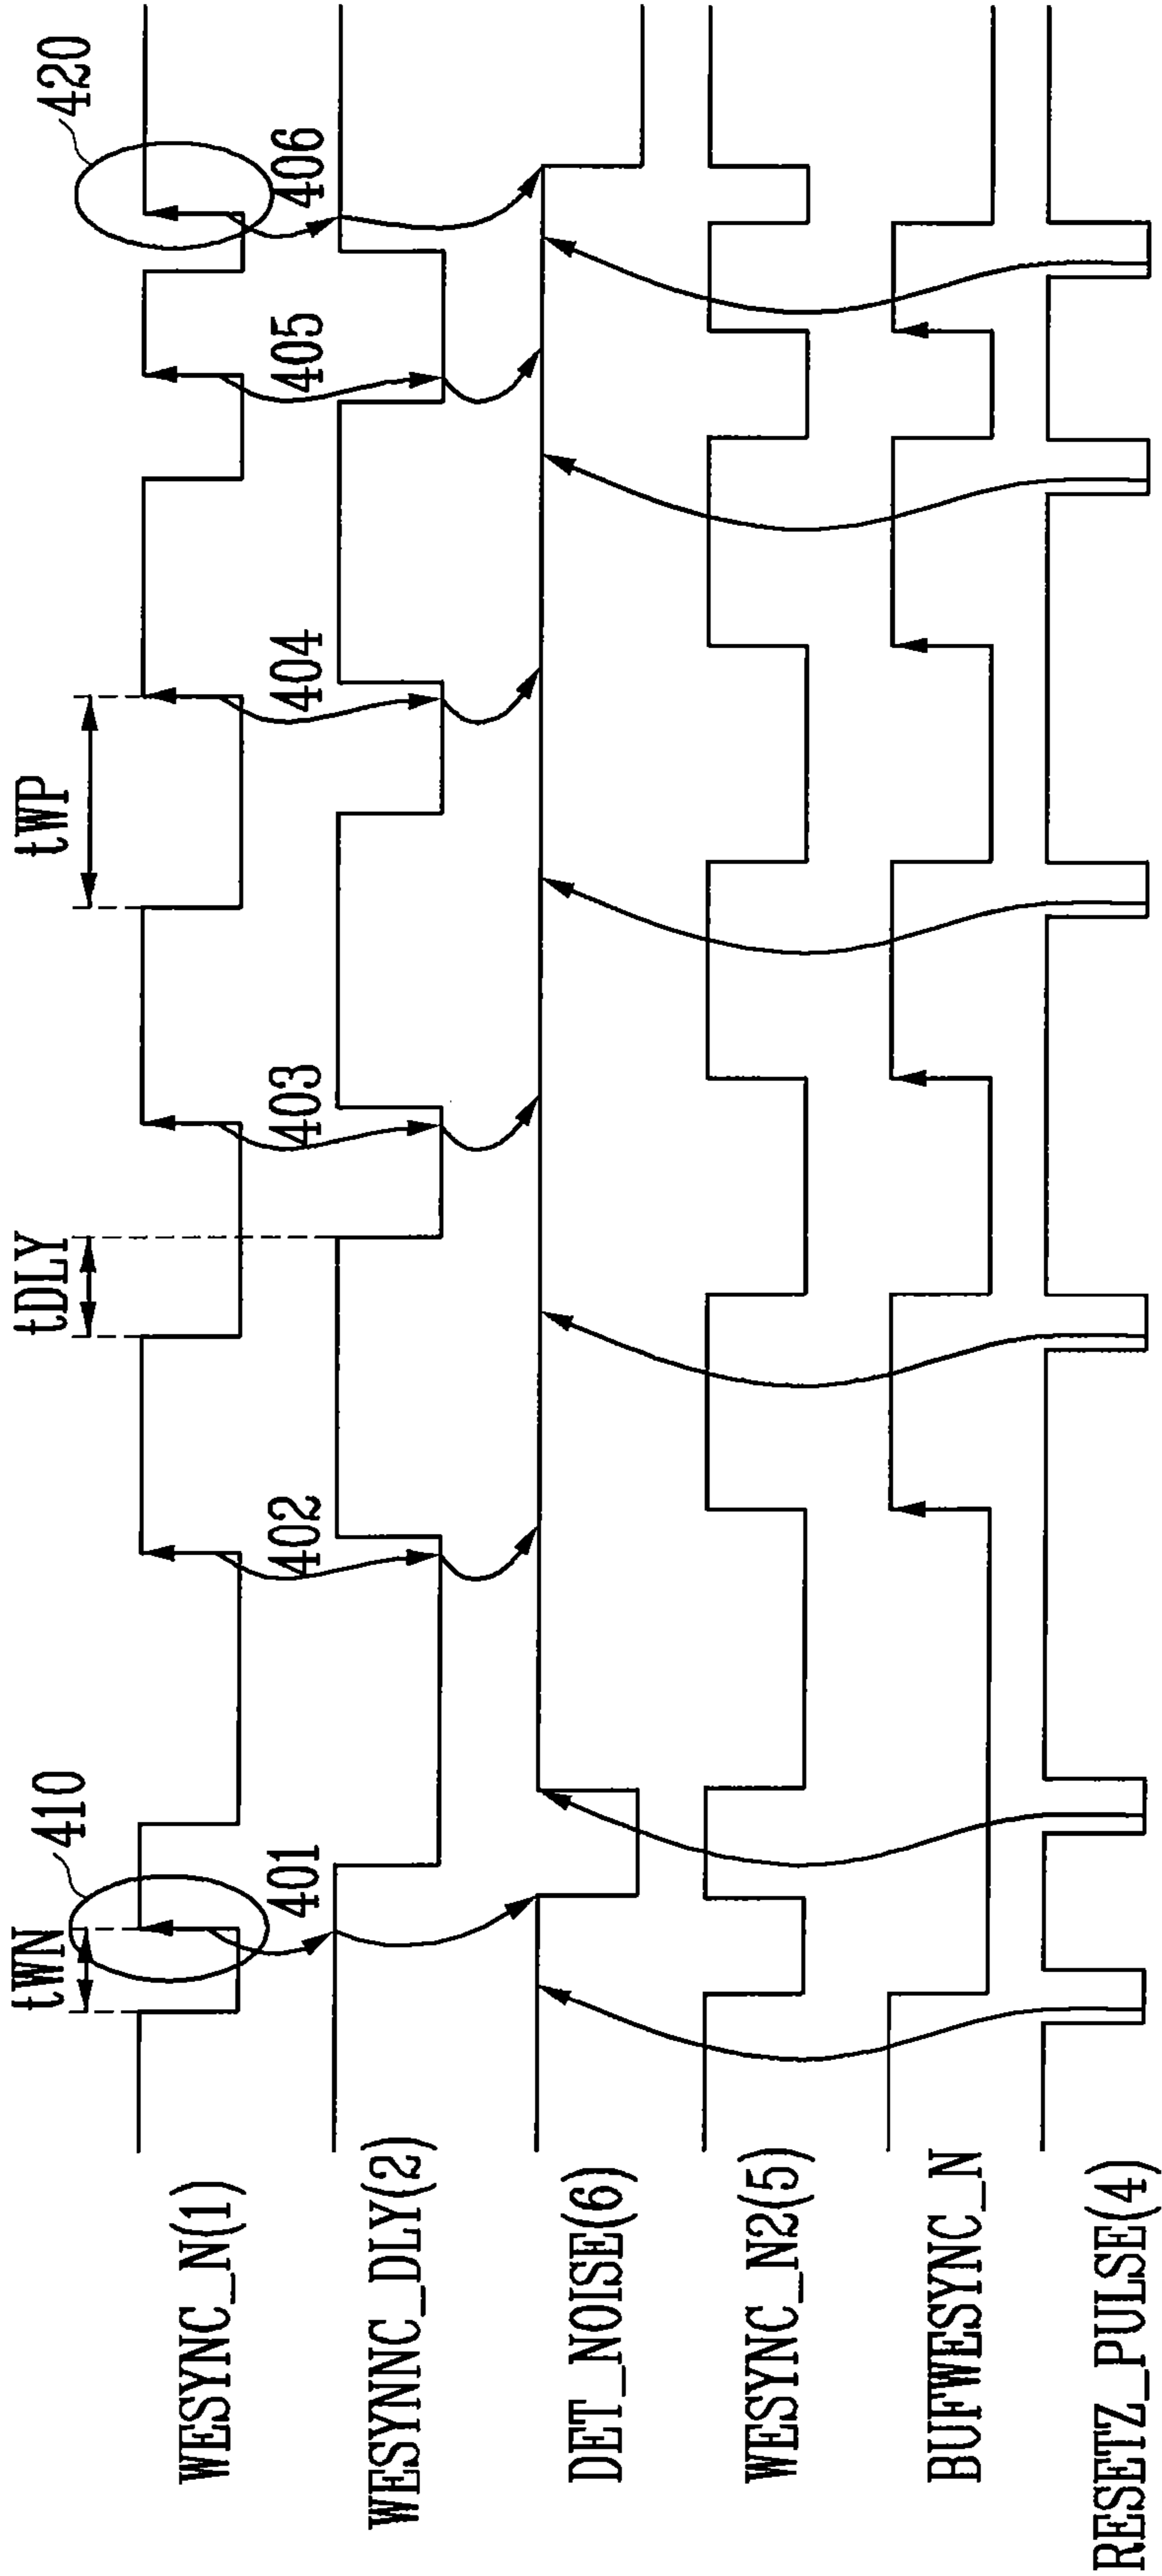 tWN
410
tDLY
tWP
420
WESYNC_N(1)
401
402
403
404
405
406
WESYNNC_DLY(2)
DET_NOISE(6)
WESYNC_N2(5)
BUFWESYNC_N
RESETZ_PULSE(4)